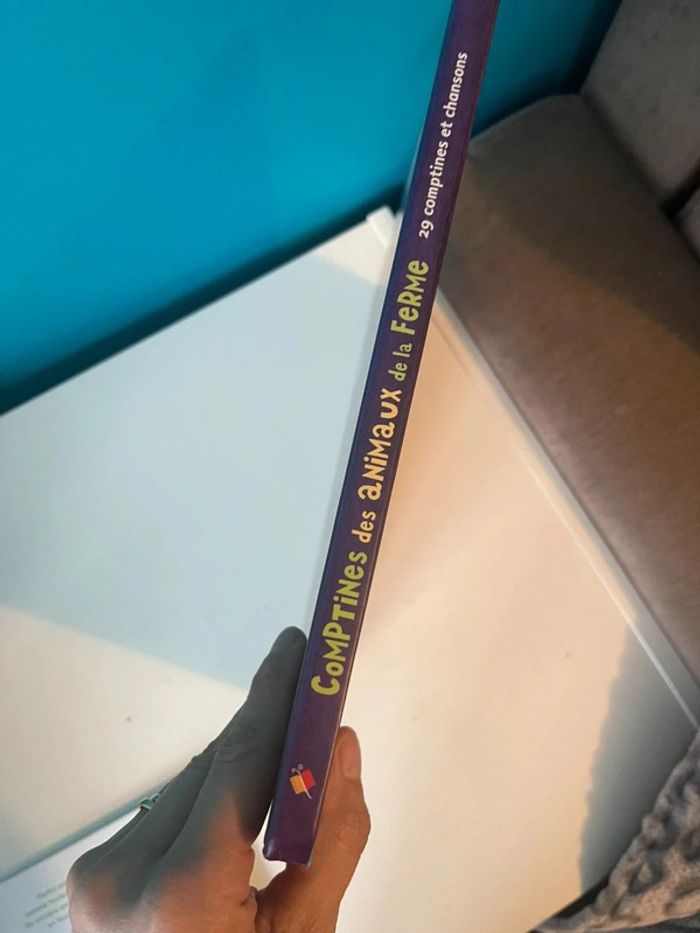 COMPTINES des ANIMAUX de la FERME 29 comptines et chansons